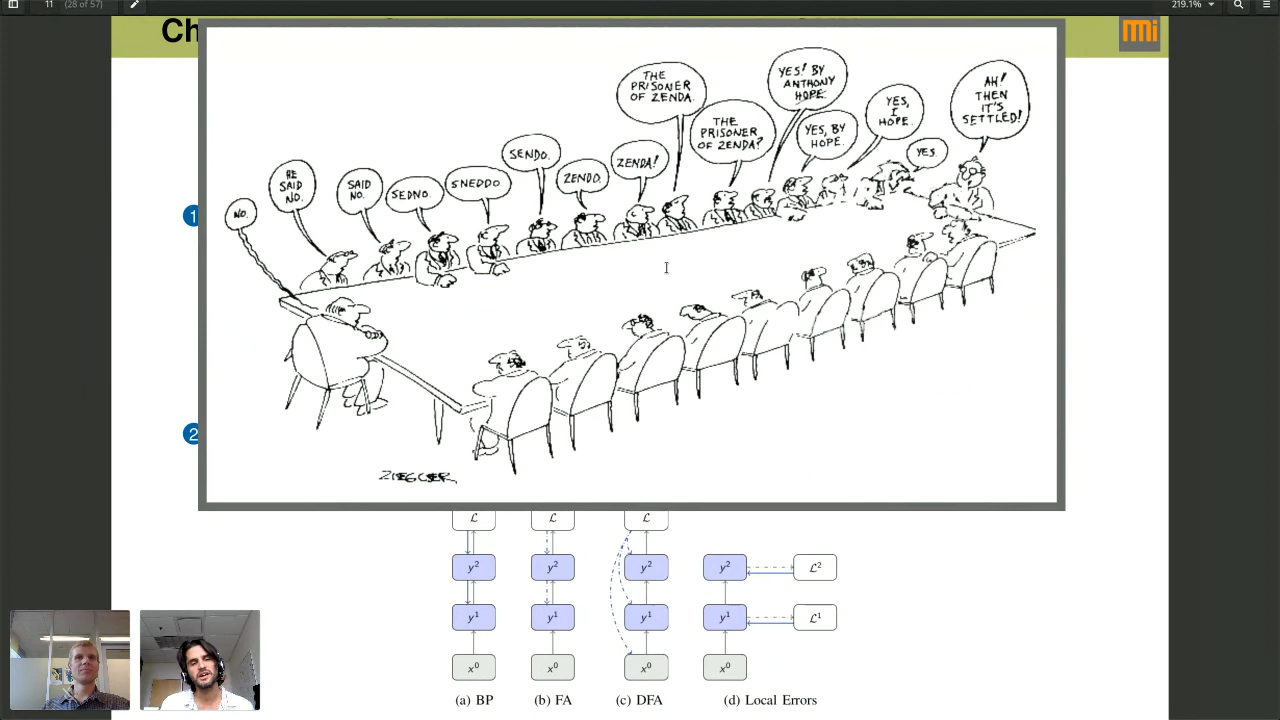 11 (28 of 57)
219.1%
Ch
NO.
HE
SAID
NO.
SAID
NO.
SEDNO.
SNEDDO
SENDO.
ZENDO.
ZENDA!
THE
PRISONER
OF ZENDA.
THE
PRISONER
OF ZENDA?
YES! BY
ANTHONY
HOPE.
YES, BY
HOPE.
YES,
I
HOPE.
YES.
AH!
THEN
IT'S
SETTLED!
ZIEGLER
1
2
ℒ ℒ ℒ
y² y² y² y² ℒ²
y¹ y¹ y¹ y¹ ℒ¹
x⁰ x⁰ x⁰ x⁰
(a) BP (b) FA (c) DFA (d) Local Errors